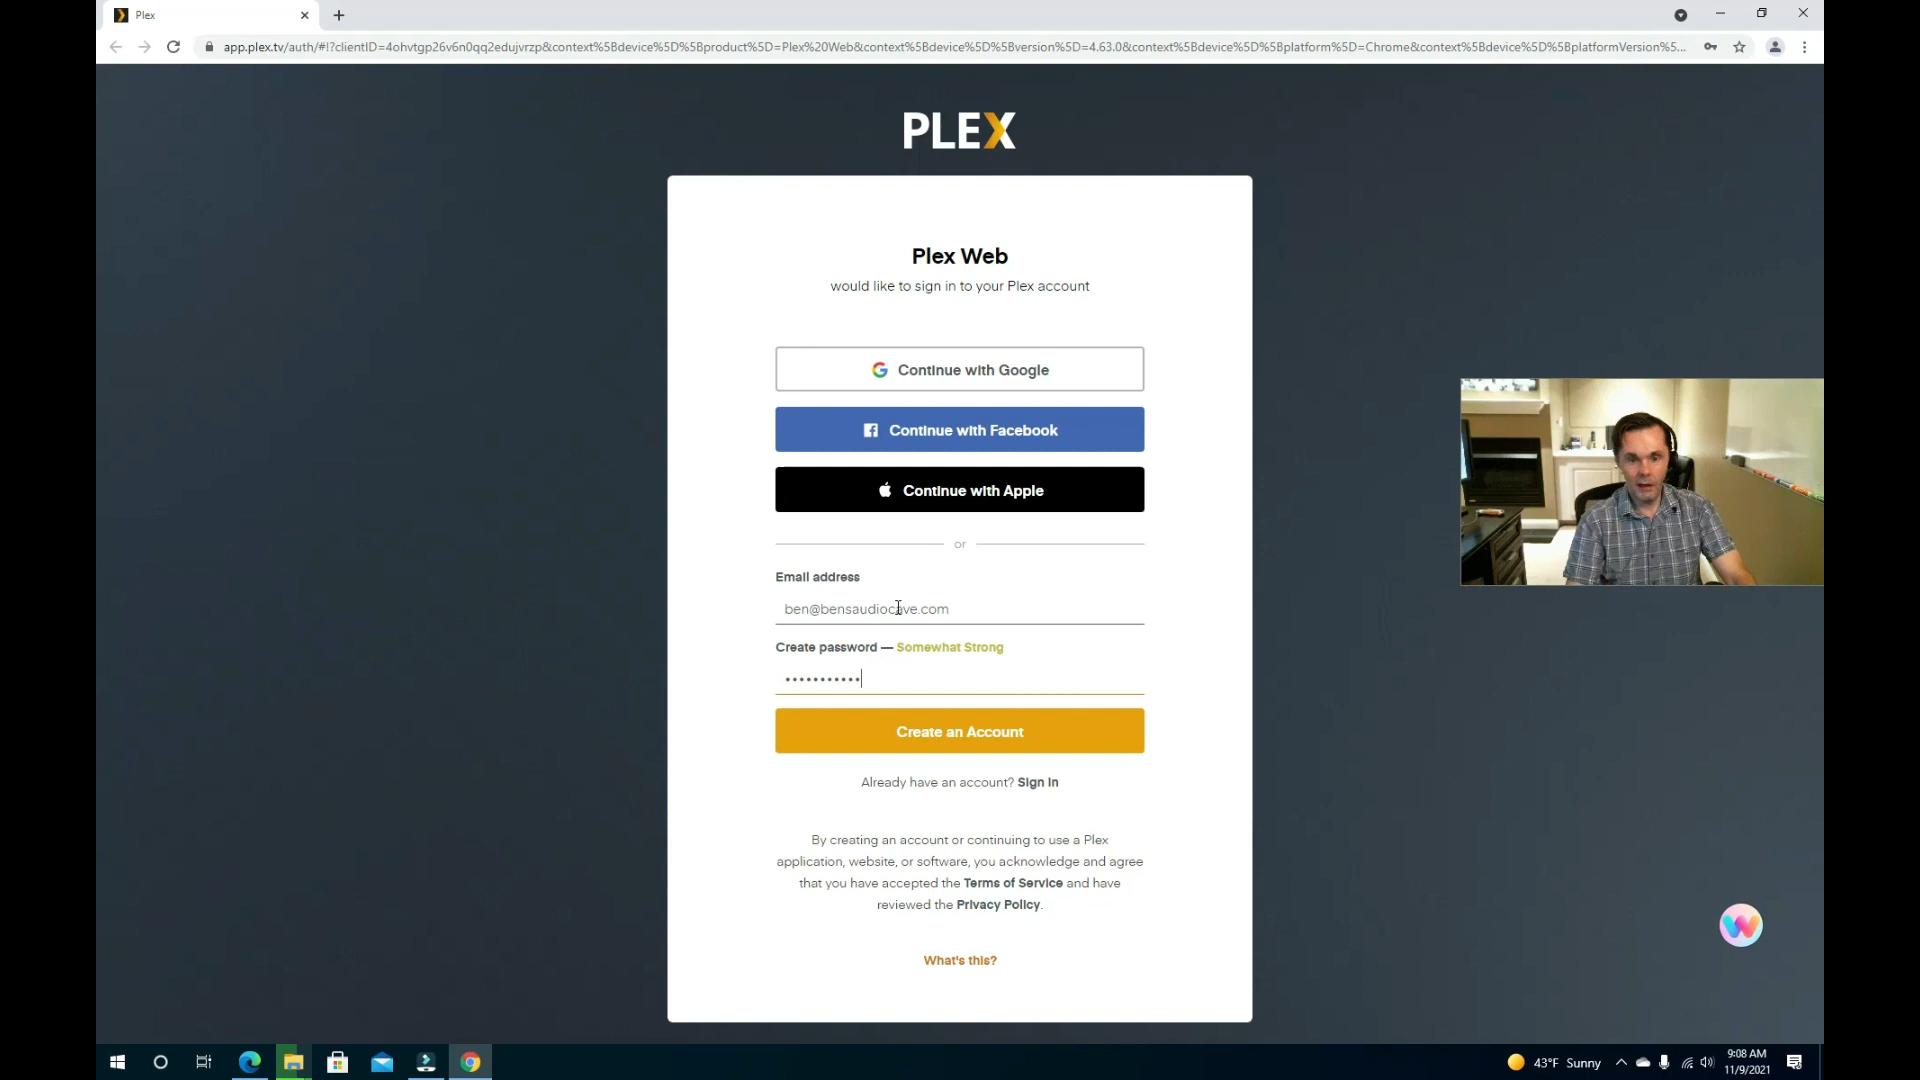 Plex
app.plex.tv/auth/#!?clientID=4ohvtgp26v6n0qq2edujvrzp&context%5Bdevice%5D%5Bproduct%5D=Plex%20Web&context%5Bdevice%5D%5Bversion%5D=4.63.0&context%5Bdevice%5D%5Bplatform%5D=Chrome&context%5Bdevice%5D%5BplatformVersion%5...
PLEX
Plex Web
would like to sign in to your Plex account
Continue with Google
Continue with Facebook
Continue with Apple
or
Email address
ben@bensaudiocave.com
Create password — Somewhat Strong
•••••••••••
Create an Account
Already have an account? Sign In
By creating an account or continuing to use a Plex
application, website, or software, you acknowledge and agree
that you have accepted the Terms of Service and have
reviewed the Privacy Policy.
What's this?
43°F Sunny
9:08 AM
11/9/2021